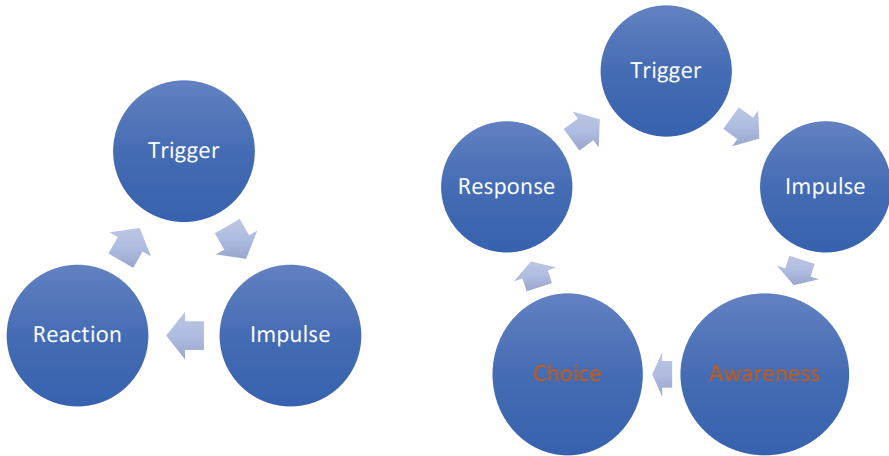 Trigger
Impulse
Reaction
Trigger
Impulse
Awareness
Choice
Response